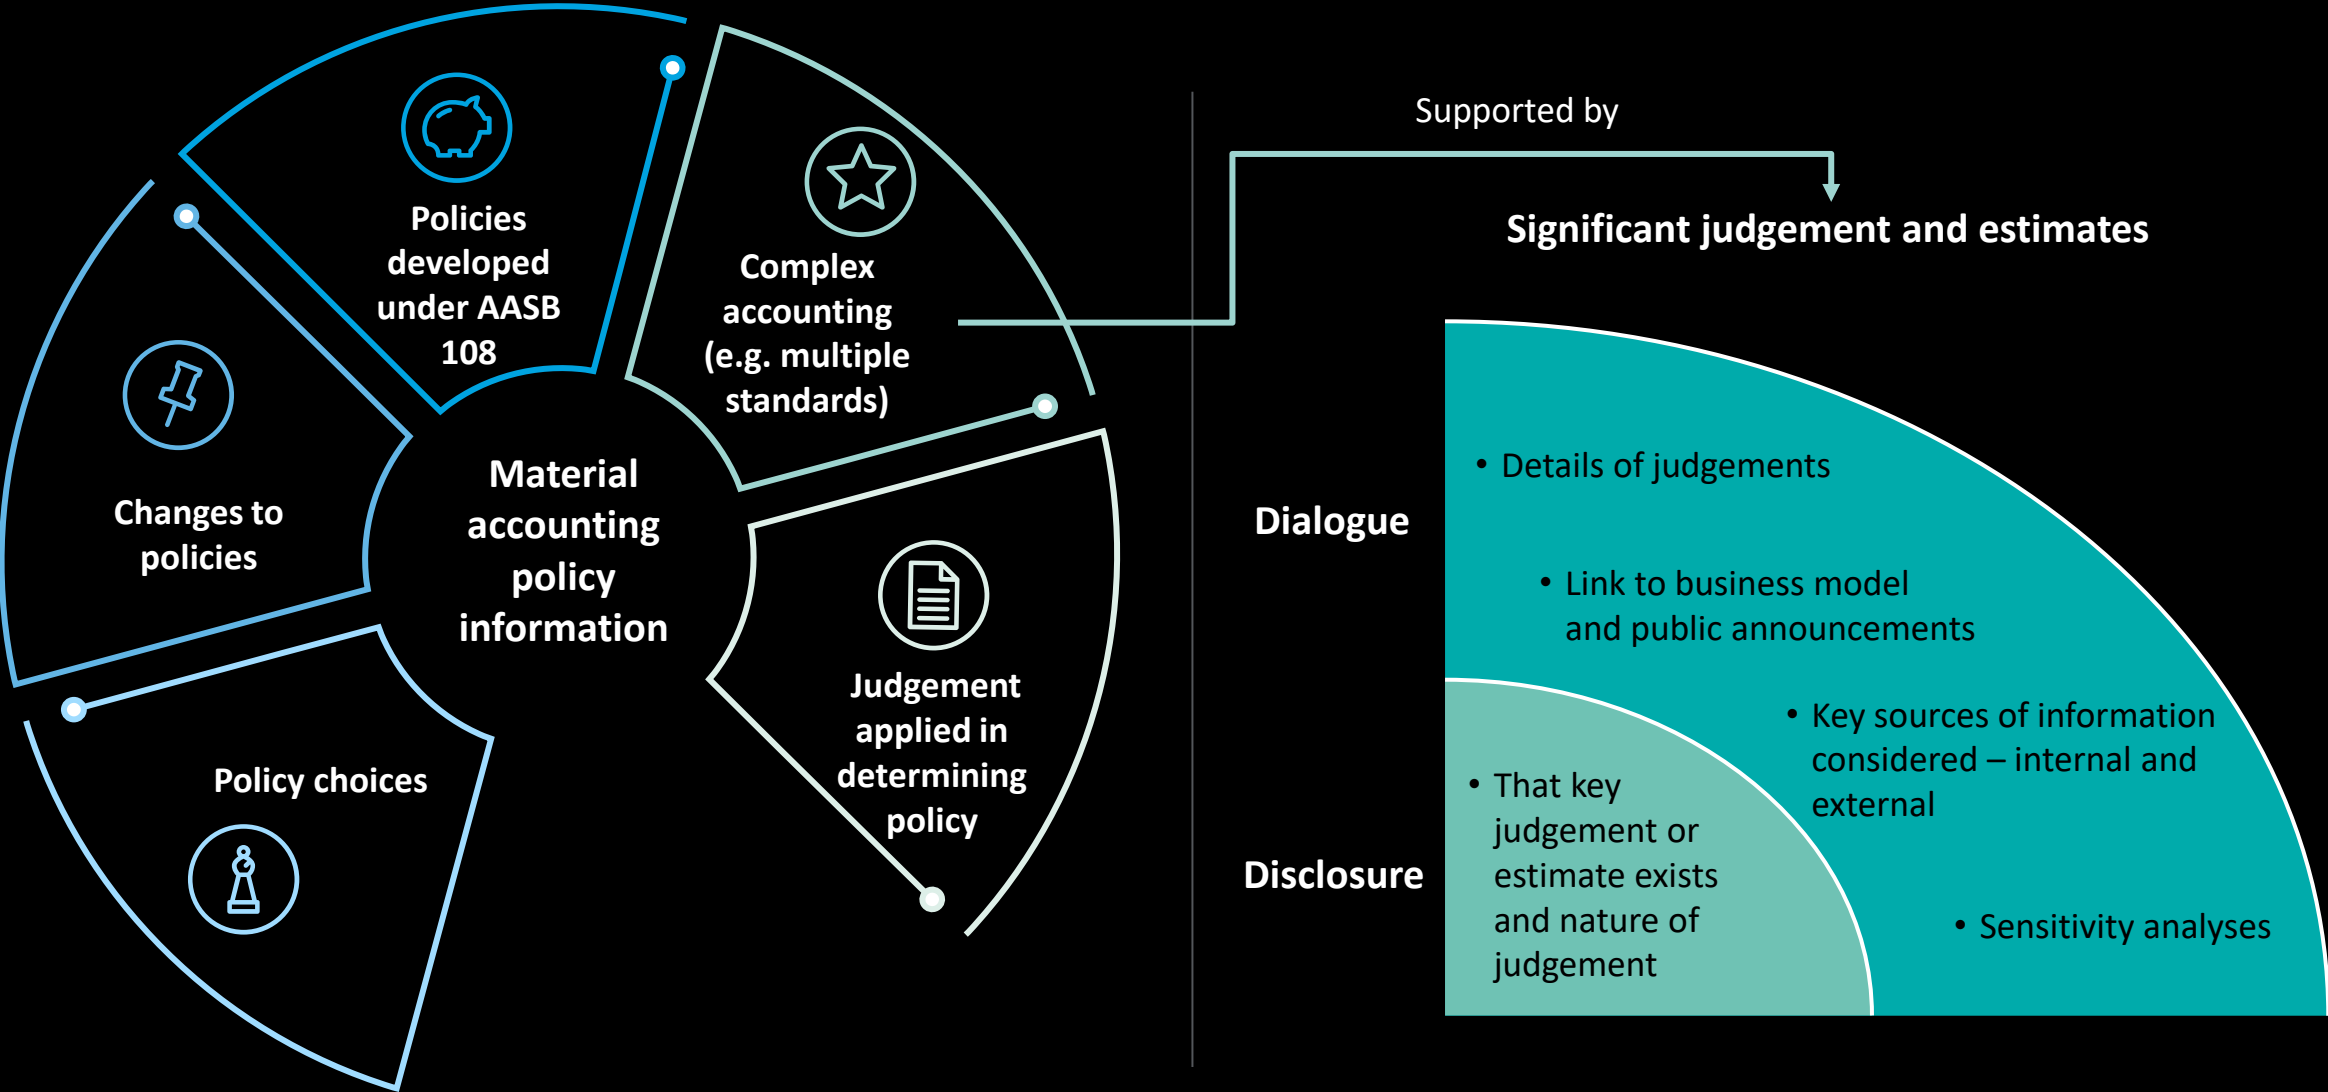 Policies
developed
under AASB
108
Complex
accounting
(e.g. multiple
standards)
Changes to
policies
Material
accounting
policy
information
Judgement
applied in
determining
policy
Policy choices
Supported by
Significant judgement and estimates
Dialogue
• Details of judgements
• Link to business model
and public announcements
• Key sources of information
considered – internal and
external
• Sensitivity analyses
Disclosure
• That key
judgement or
estimate exists
and nature of
judgement